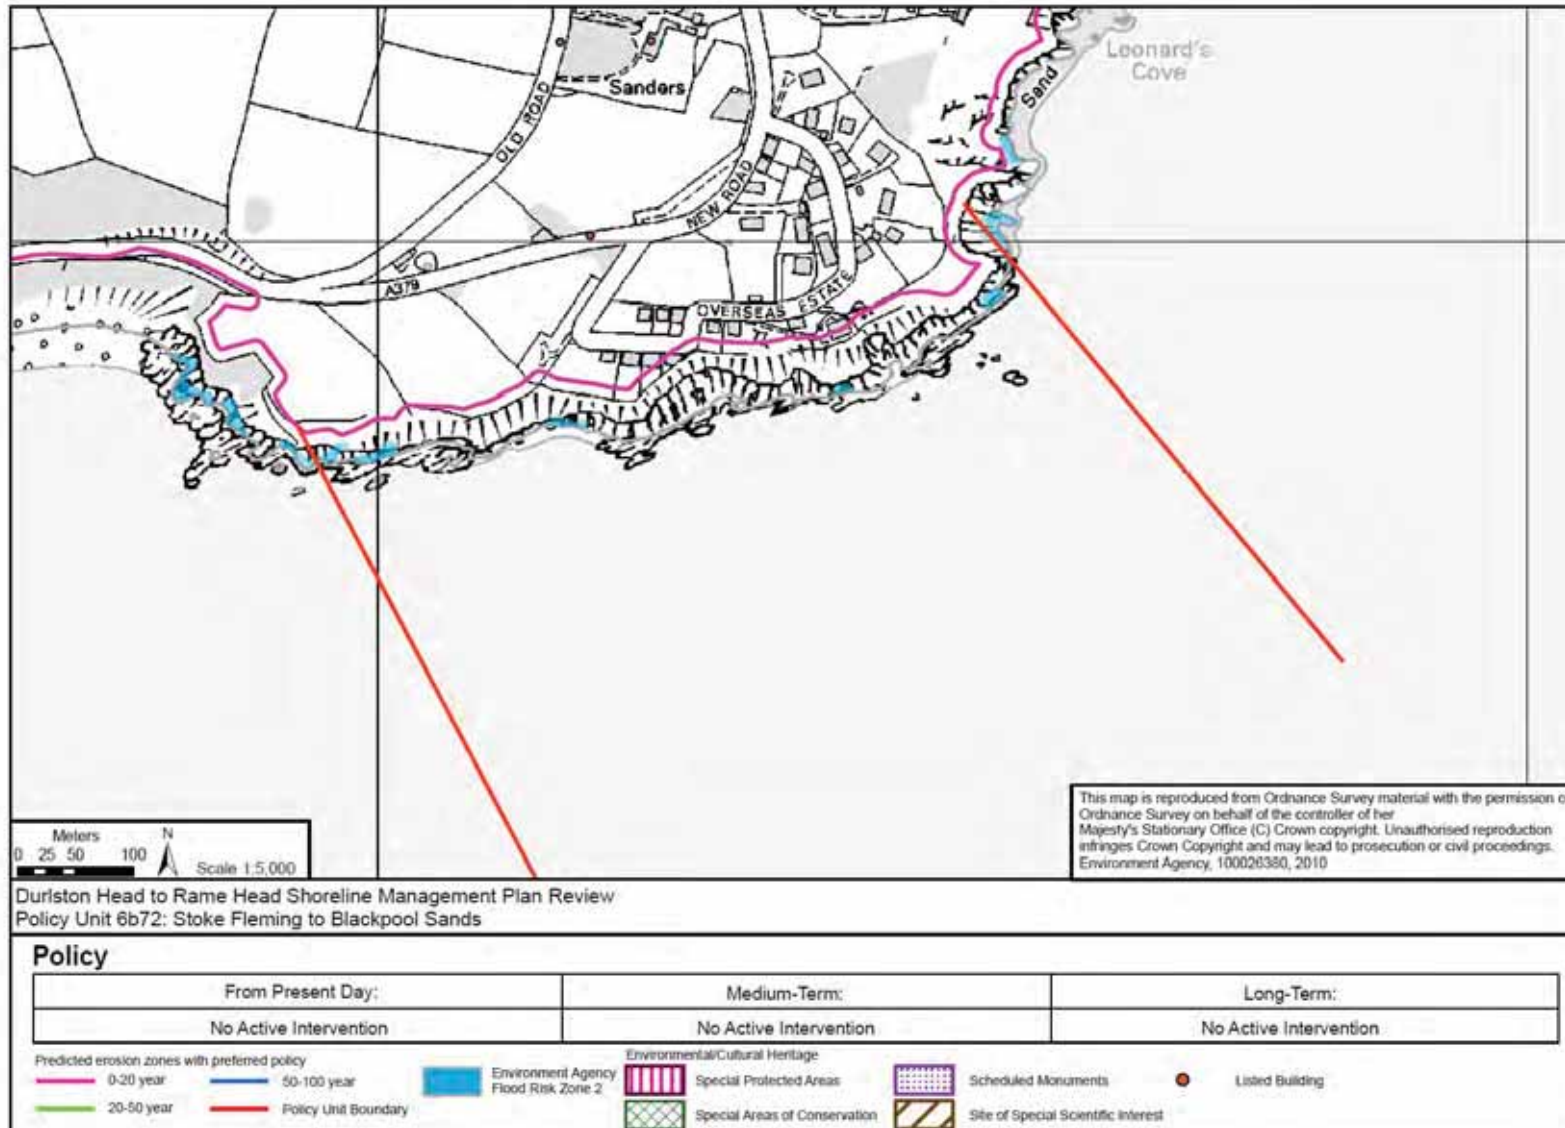 Leonard's
Cove
Sand
Sanders
OLD ROAD
NEW ROAD
A379
OVERSEAS ESTATE
This map is reproduced from Ordnance Survey material with the permission o
Ordnance Survey on behalf of the controller of her
Majesty's Stationary Office (C) Crown copyright. Unauthorised reproduction
infringes Crown Copyright and may lead to prosecution or civil proceedings.
Environment Agency, 100026380, 2010
Meters
N
0 25 50 100
Scale 1:5,000
Durlston Head to Rame Head Shoreline Management Plan Review
Policy Unit 6b72: Stoke Fleming to Blackpool Sands
Policy
From Present Day: Medium-Term: Long-Term:
No Active Intervention No Active Intervention No Active Intervention
Predicted erosion zones with preferred policy
0-20 year 50-100 year
20-50 year Policy Unit Boundary
Environment Agency
Flood Risk Zone 2
Environmental/Cultural Heritage
Special Protected Areas Scheduled Monuments Listed Building
Special Areas of Conservation Site of Special Scientific Interest